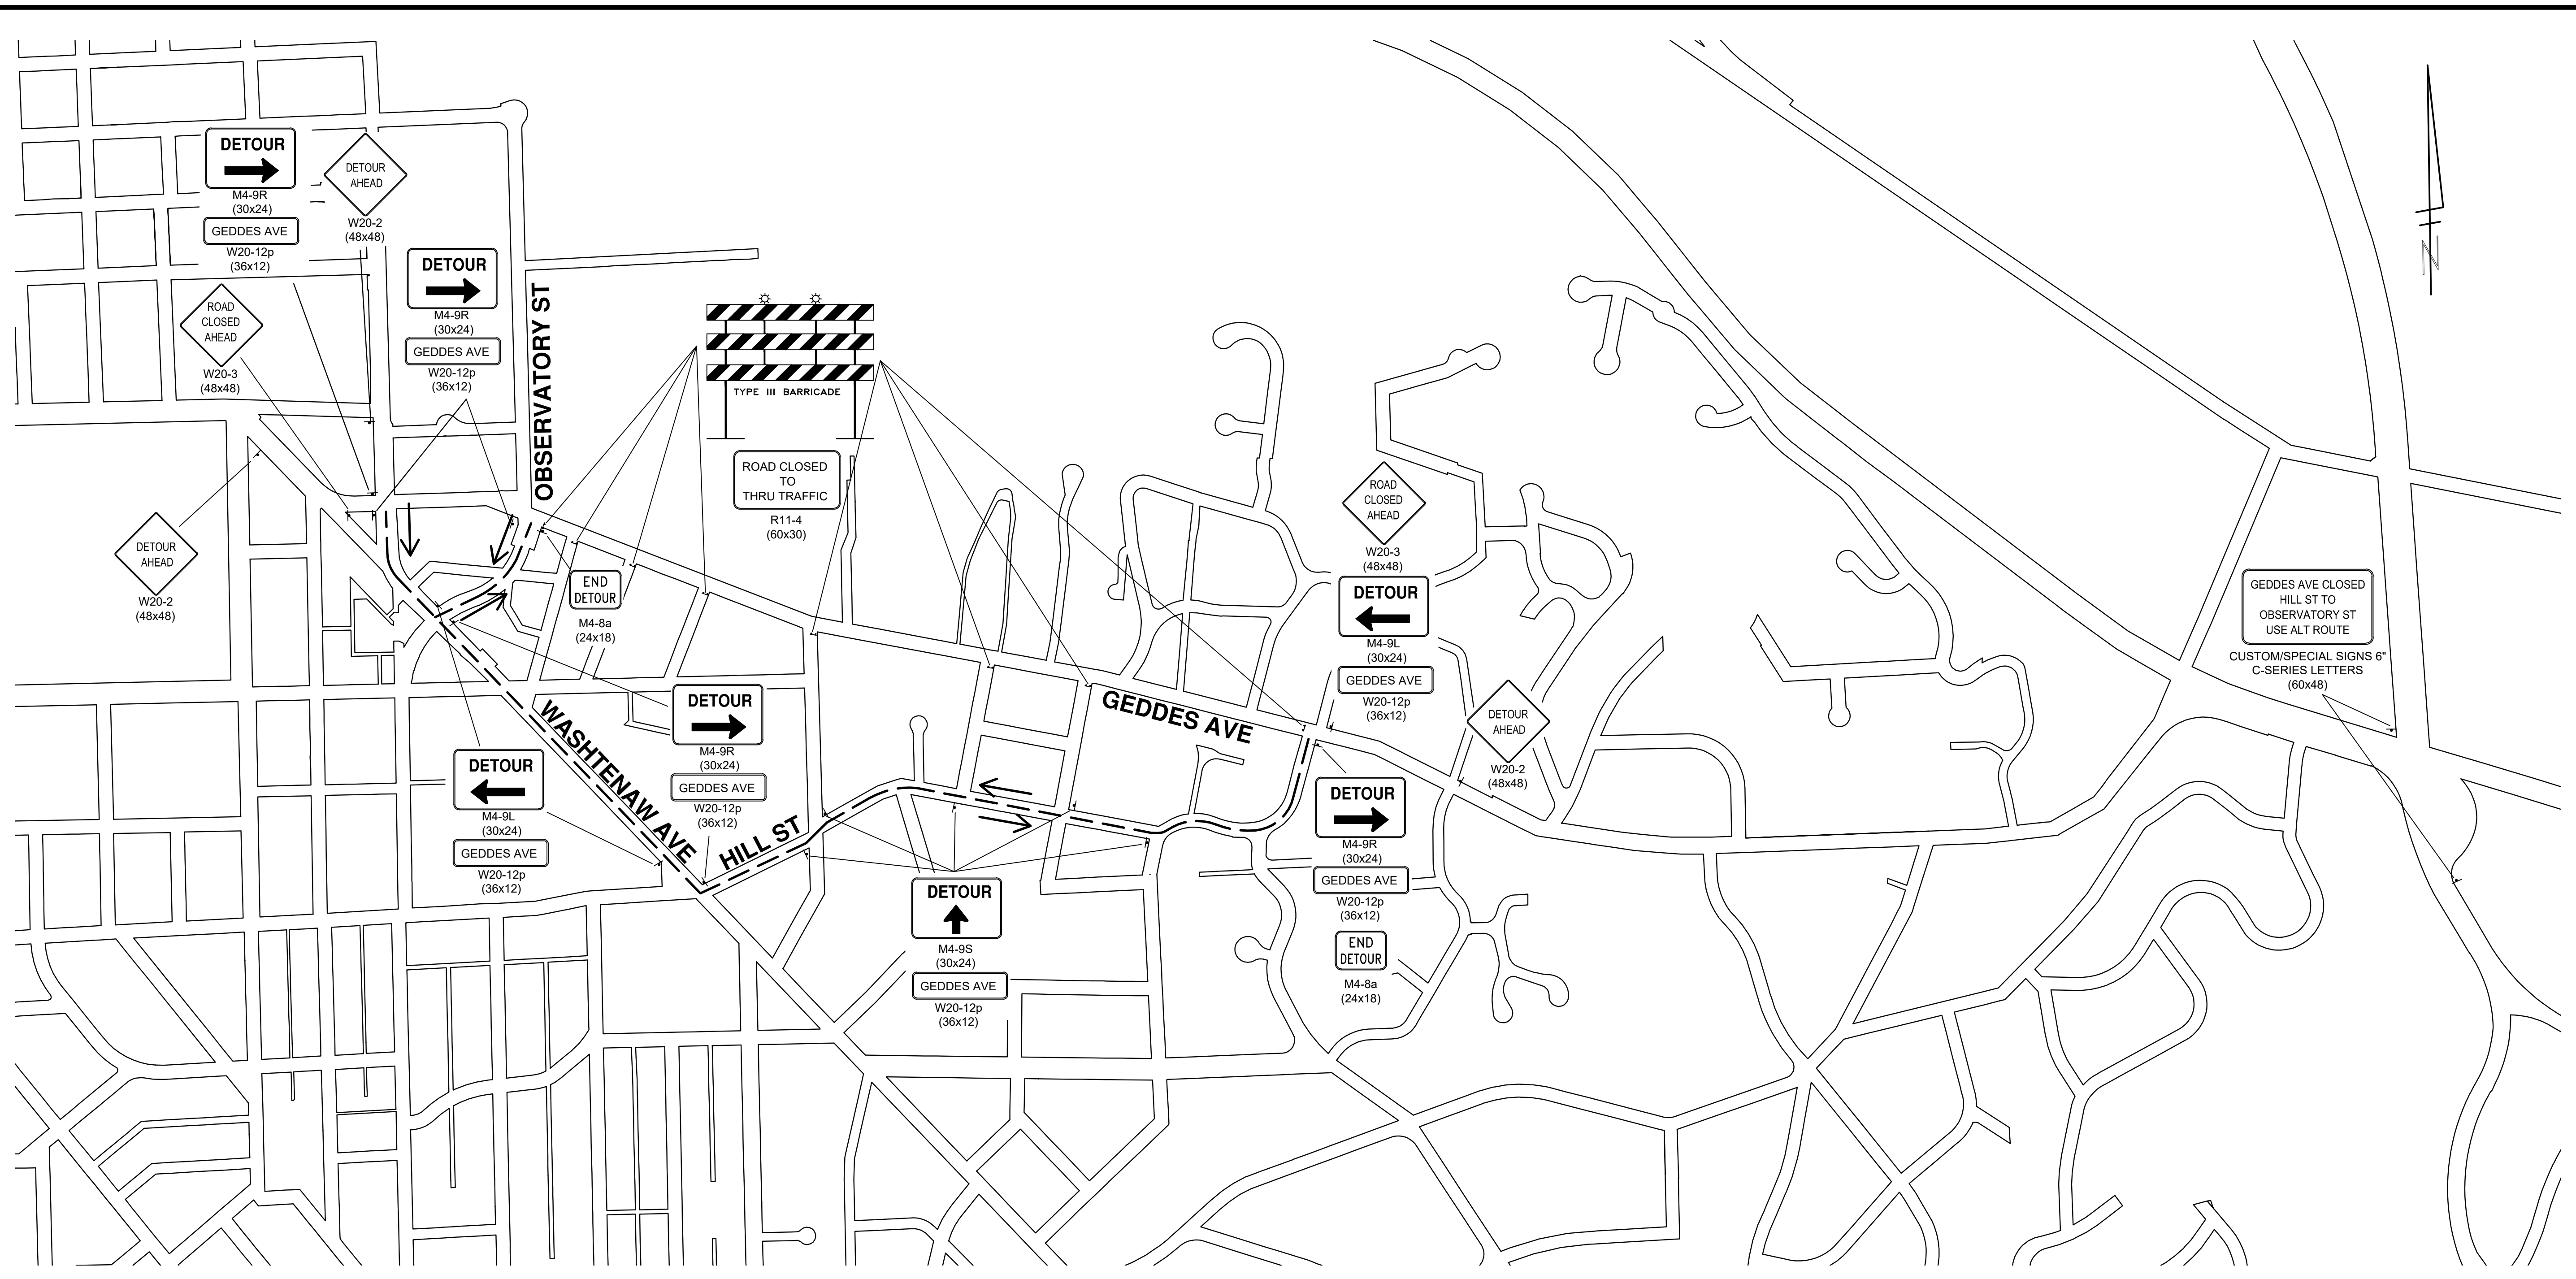 DETOUR
M4-9R
(30x24)
GEDDES AVE
W20-12p
(36x12)
DETOUR
AHEAD
W20-2
(48x48)
ROAD
CLOSED
AHEAD
W20-3
(48x48)
DETOUR
M4-9R
(30x24)
GEDDES AVE
W20-12p
(36x12)
OBSERVATORY ST
TYPE III BARRICADE
ROAD CLOSED
TO
THRU TRAFFIC
R11-4
(60x30)
N
DETOUR
AHEAD
W20-2
(48x48)
END
DETOUR
M4-8a
(24x18)
ROAD
CLOSED
AHEAD
W20-3
(48x48)
DETOUR
M4-9L
(30x24)
GEDDES AVE
W20-12p
(36x12)
GEDDES AVE CLOSED
HILL ST TO
OBSERVATORY ST
USE ALT ROUTE
CUSTOM/SPECIAL SIGNS 6"
C-SERIES LETTERS
(60x48)
DETOUR
AHEAD
W20-2
(48x48)
GEDDES AVE
WASHTENAW AVE
DETOUR
M4-9R
(30x24)
GEDDES AVE
W20-12p
(36x12)
DETOUR
M4-9L
(30x24)
GEDDES AVE
W20-12p
(36x12)
HILL ST
DETOUR
M4-9S
(30x24)
GEDDES AVE
W20-12p
(36x12)
DETOUR
M4-9R
(30x24)
GEDDES AVE
W20-12p
(36x12)
END
DETOUR
M4-8a
(24x18)